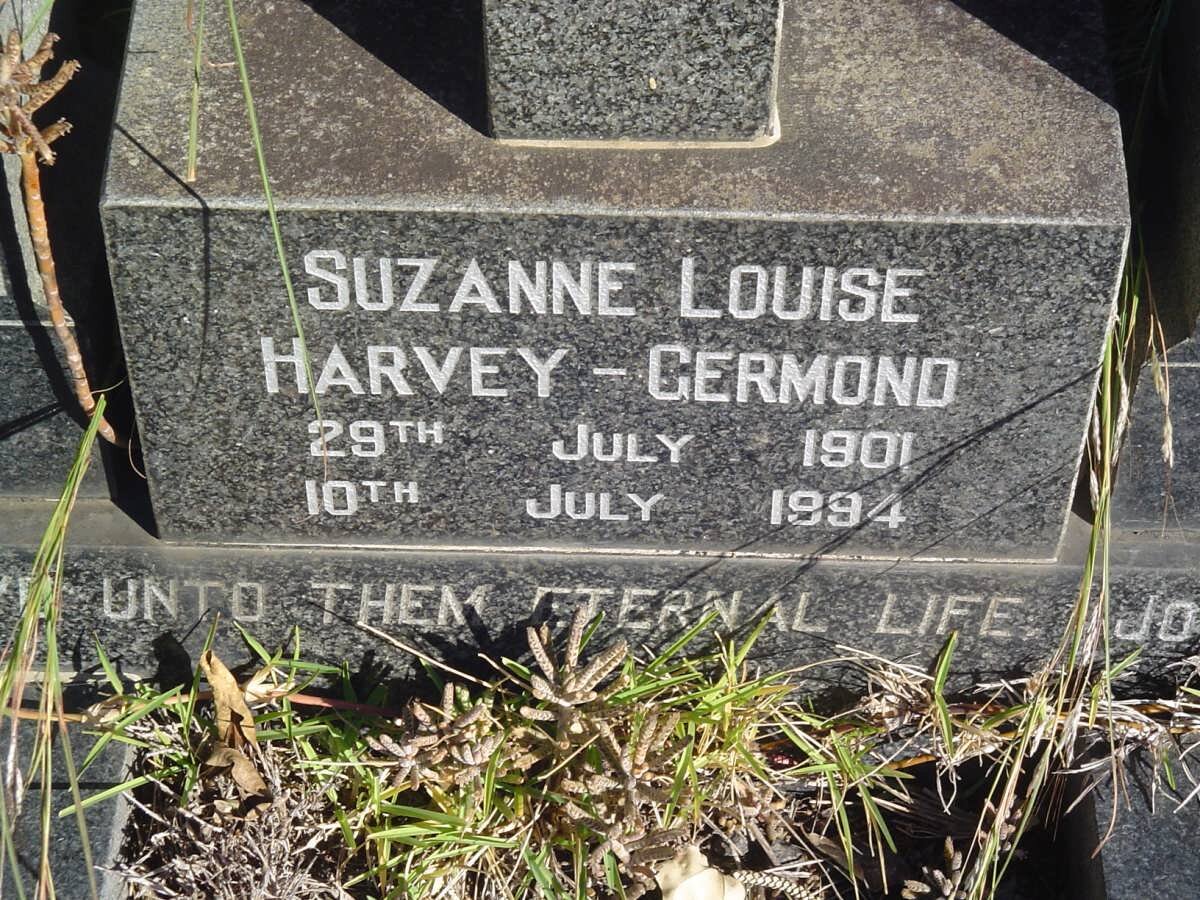 SUZANNE LOUISE
HARVEY - GERMOND
29TH JULY 1901
10TH JULY 1994
UNTO THEM ETERNAL LIFE.